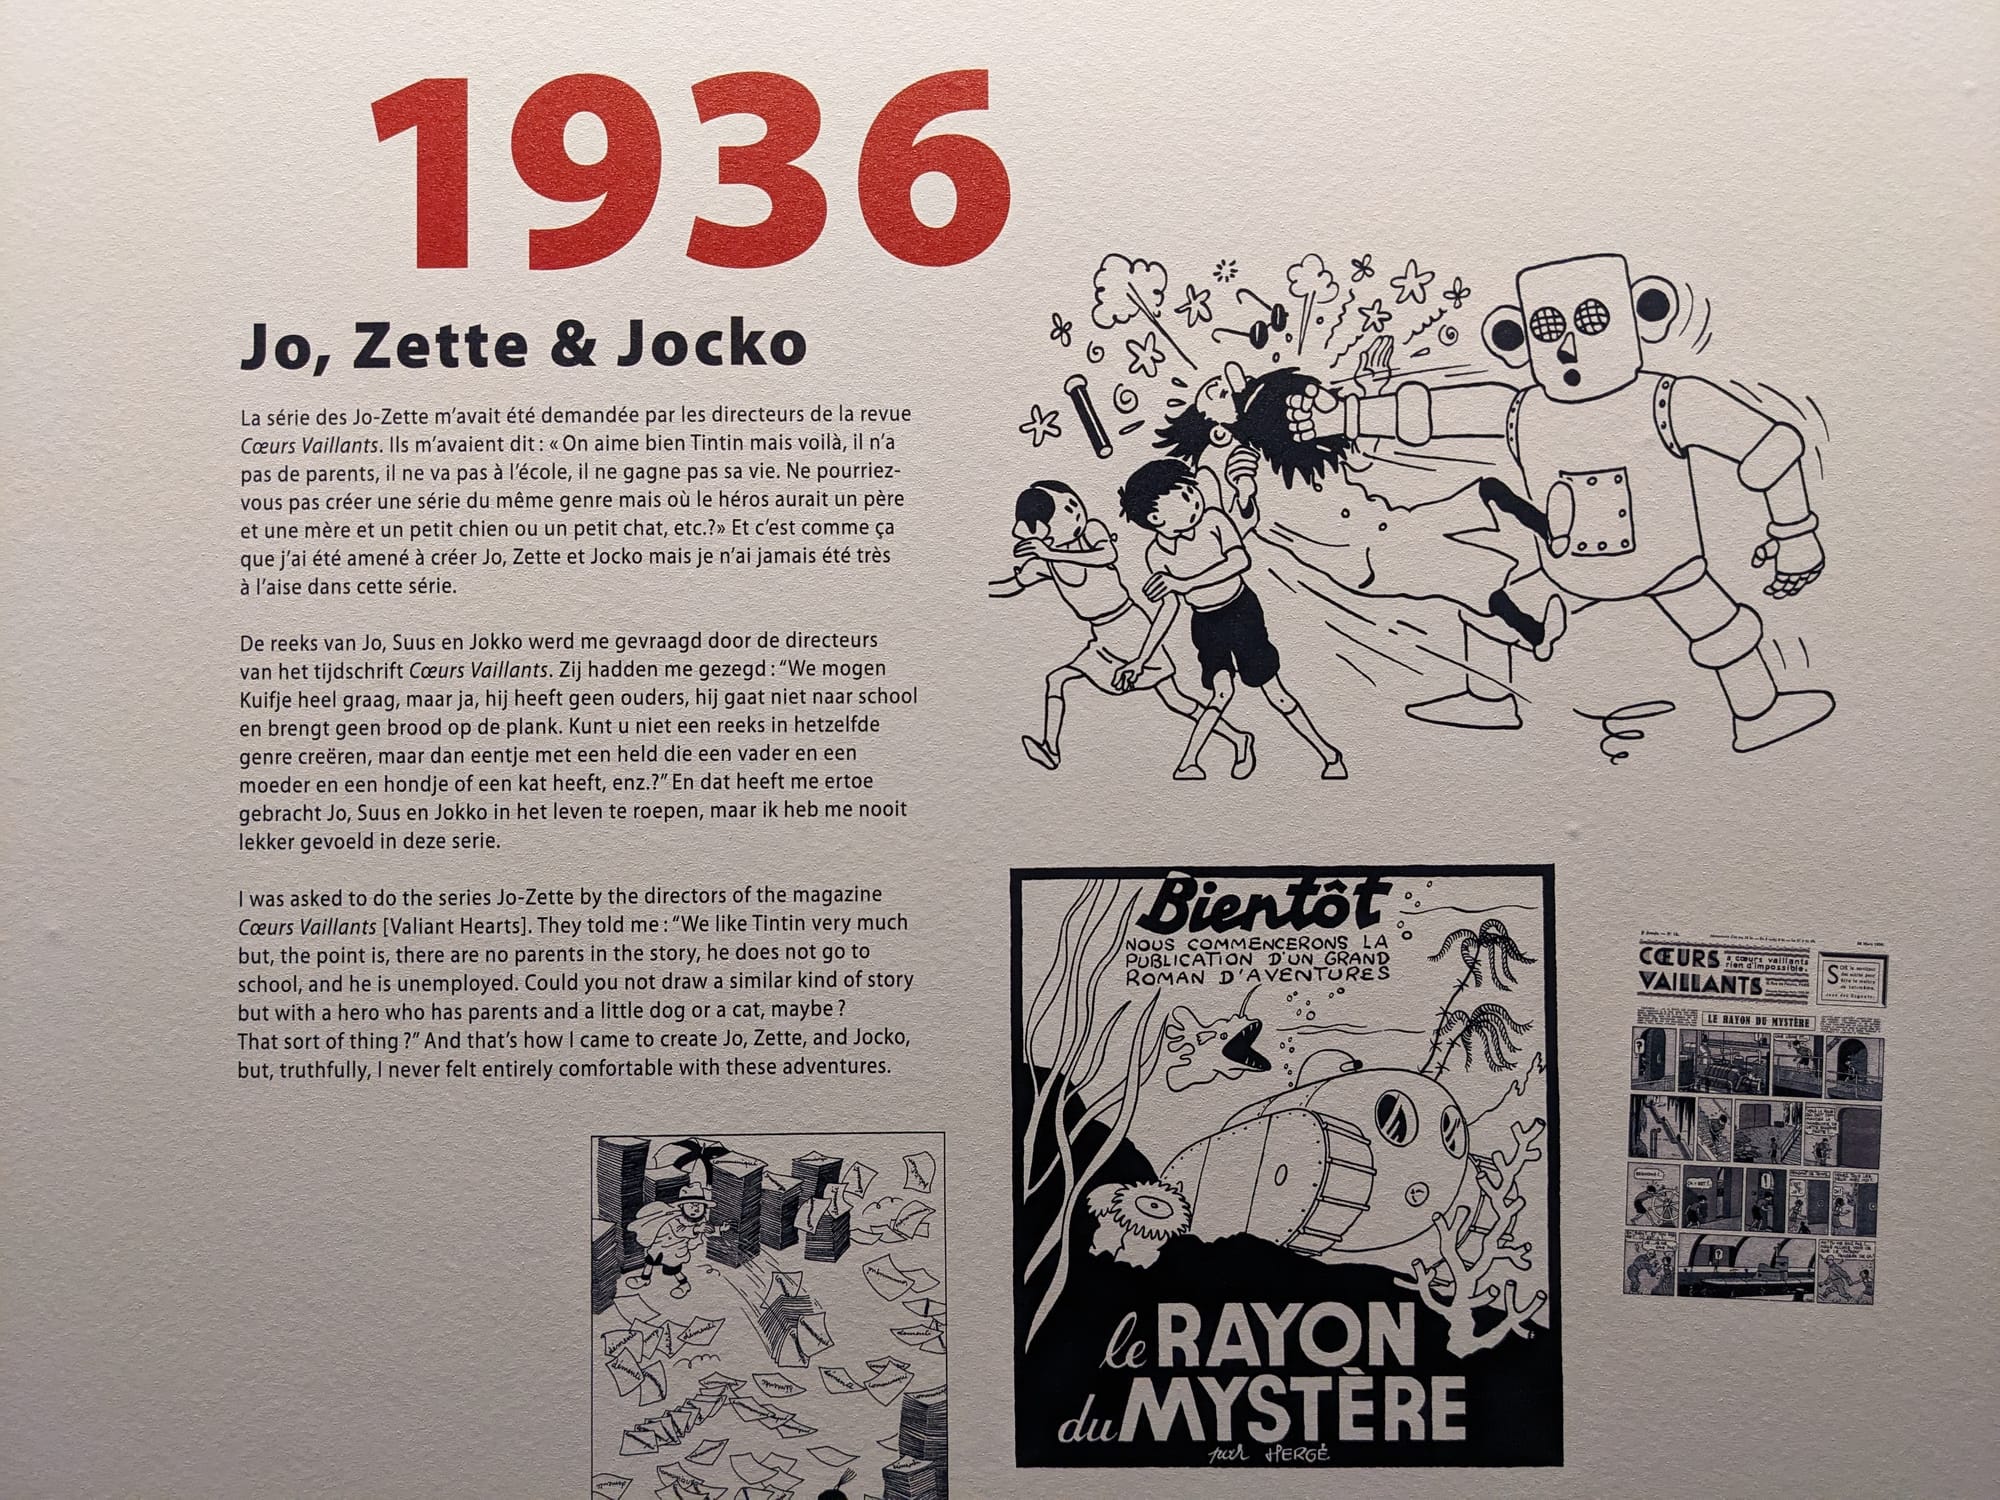 1936
Jo, Zette & Jocko
La série des Jo-Zette m’avait été demandée par les directeurs de la revue
Cœurs Vaillants. Ils m’avaient dit : « On aime bien Tintin mais voilà, il n’a
pas de parents, il ne va pas à l’école, il ne gagne pas sa vie. Ne pourriez-
vous pas créer une série du même genre mais où le héros aurait un père
et une mère et un petit chien ou un petit chat, etc.?» Et c’est comme ça
que j’ai été amené à créer Jo, Zette et Jocko mais je n’ai jamais été très
à l’aise dans cette série.
De reeks van Jo, Suus en Jokko werd me gevraagd door de directeurs
van het tijdschrift Cœurs Vaillants. Zij hadden me gezegd : “We mogen
Kuifje heel graag, maar ja, hij heeft geen ouders, hij gaat niet naar school
en brengt geen brood op de plank. Kunt u niet een reeks in hetzelfde
genre creëren, maar dan eentje met een held die een vader en een
moeder en een hondje of een kat heeft, enz.?” En dat heeft me ertoe
gebracht Jo, Suus en Jokko in het leven te roepen, maar ik heb me nooit
lekker gevoeld in deze serie.
I was asked to do the series Jo-Zette by the directors of the magazine
Cœurs Vaillants [Valiant Hearts]. They told me : “We like Tintin very much
but, the point is, there are no parents in the story, he does not go to
school, and he is unemployed. Could you not draw a similar kind of story
but with a hero who has parents and a little dog or a cat, maybe ?
That sort of thing ?” And that’s how I came to create Jo, Zette, and Jocko,
but, truthfully, I never felt entirely comfortable with these adventures.
Bientôt
NOUS COMMENCERONS LA
PUBLICATION D'UN GRAND
ROMAN D'AVENTURES
le RAYON
du MYSTÈRE
par HERGÉ
CŒURS
VAILLANTS
a cœurs vaillants
rien d'impossible.
LE RAYON DU MYSTÈRE